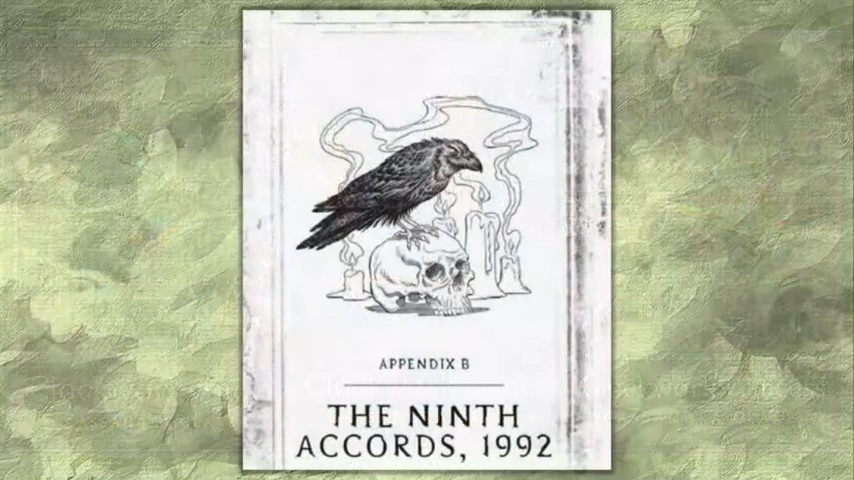 APPENDIX B
THE NINTH
ACCORDS, 1992